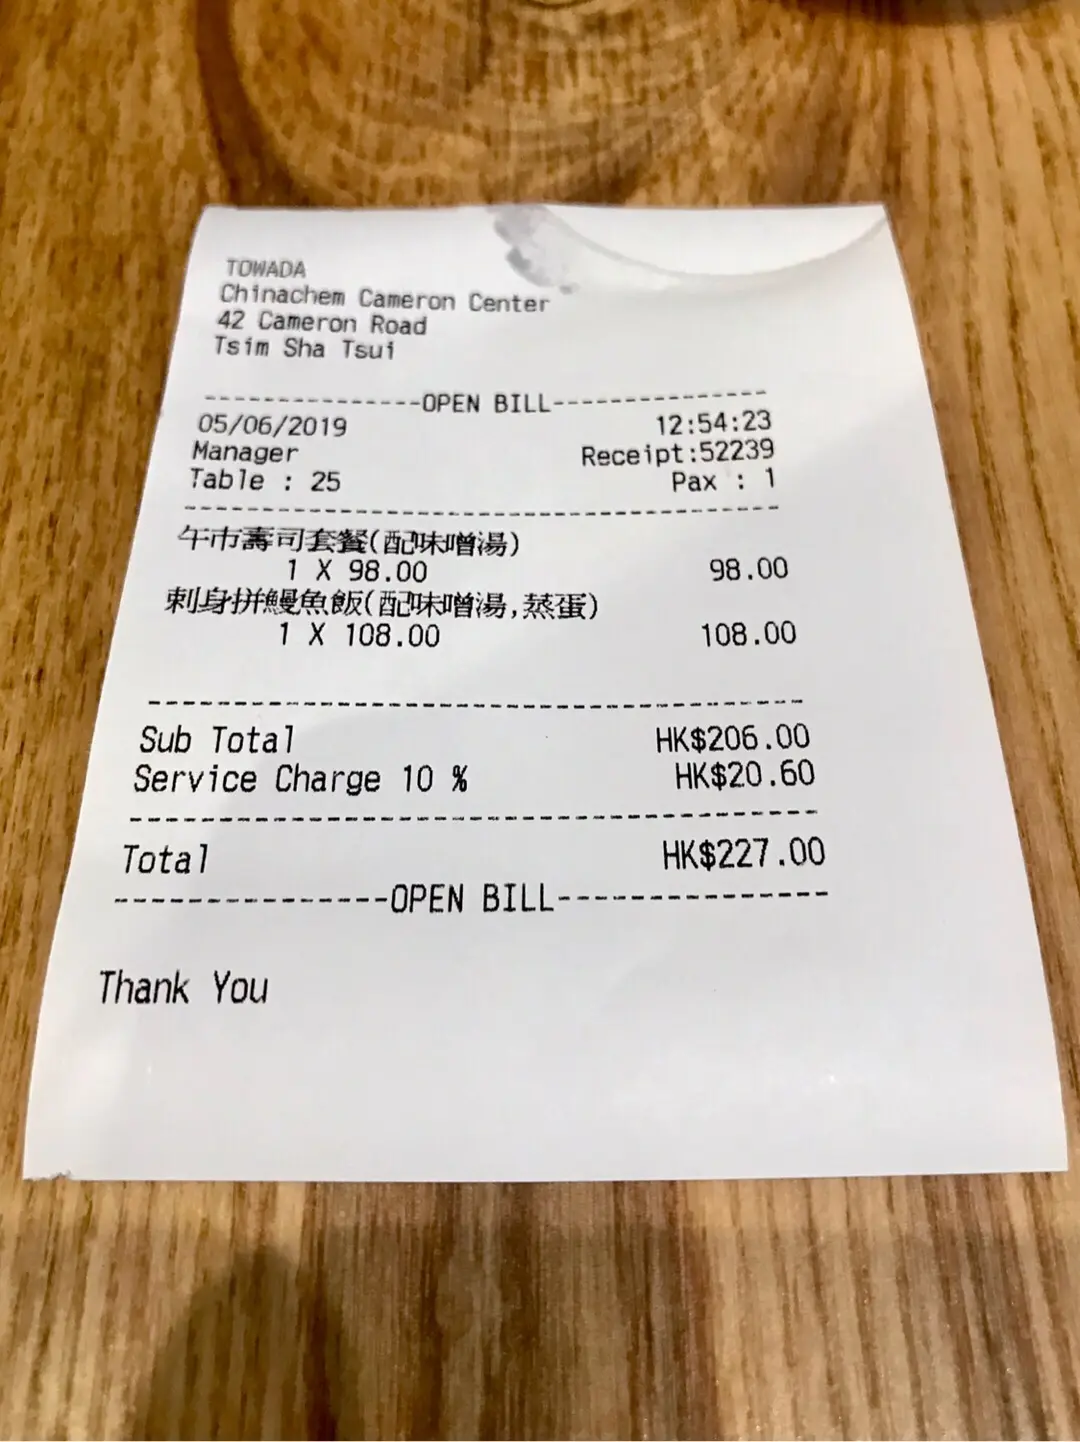 TOWADA
Chinachem Cameron Center
42 Cameron Road
Tsim Sha Tsui
---------------OPEN BILL---------------
05/06/2019 12:54:23
Manager Receipt:52239
Table : 25 Pax : 1
---------------------------------------
午市壽司套餐(配味噌湯)
1 X 98.00 98.00
刺身拼鰻魚飯(配味噌湯,蒸蛋)
1 X 108.00 108.00
---------------------------------------
Sub Total HK$206.00
Service Charge 10 % HK$20.60
---------------------------------------
Total HK$227.00
---------------OPEN BILL---------------
Thank You